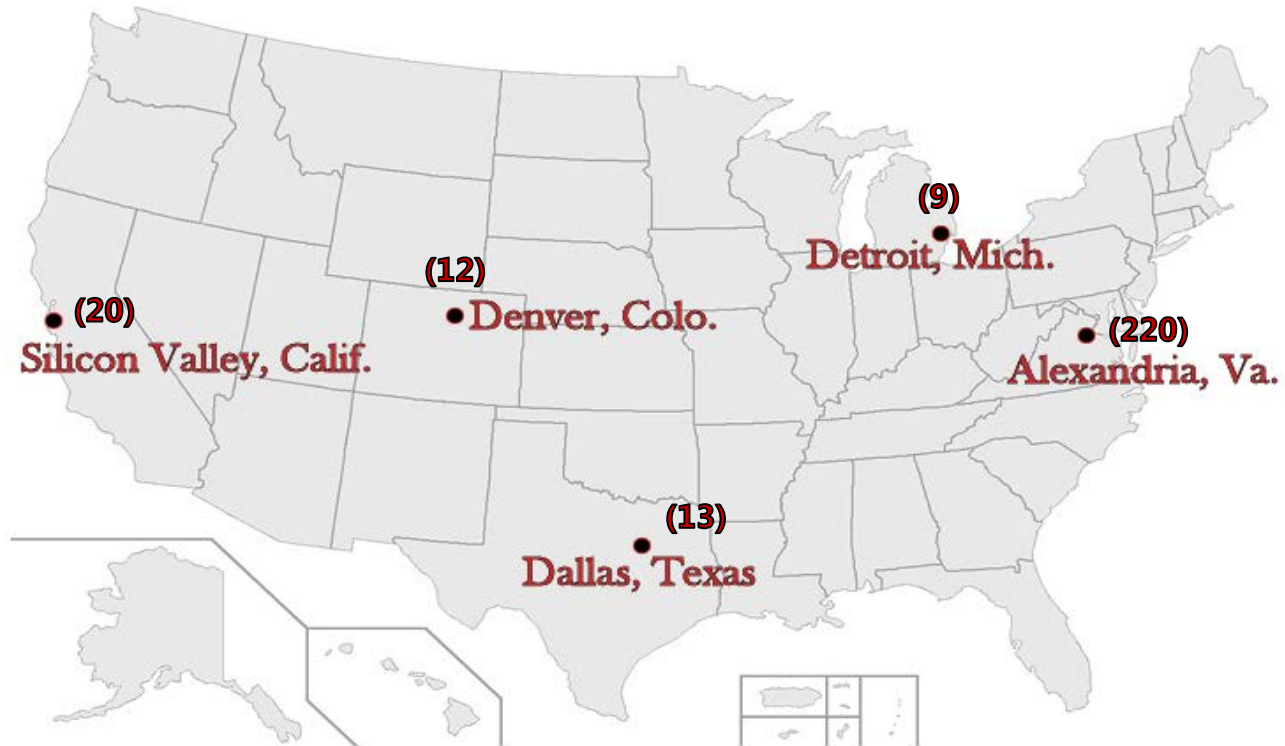 (9)
Detroit, Mich.
(12)
Denver, Colo.
(20)
Silicon Valley, Calif.
(220)
Alexandria, Va.
(13)
Dallas, Texas